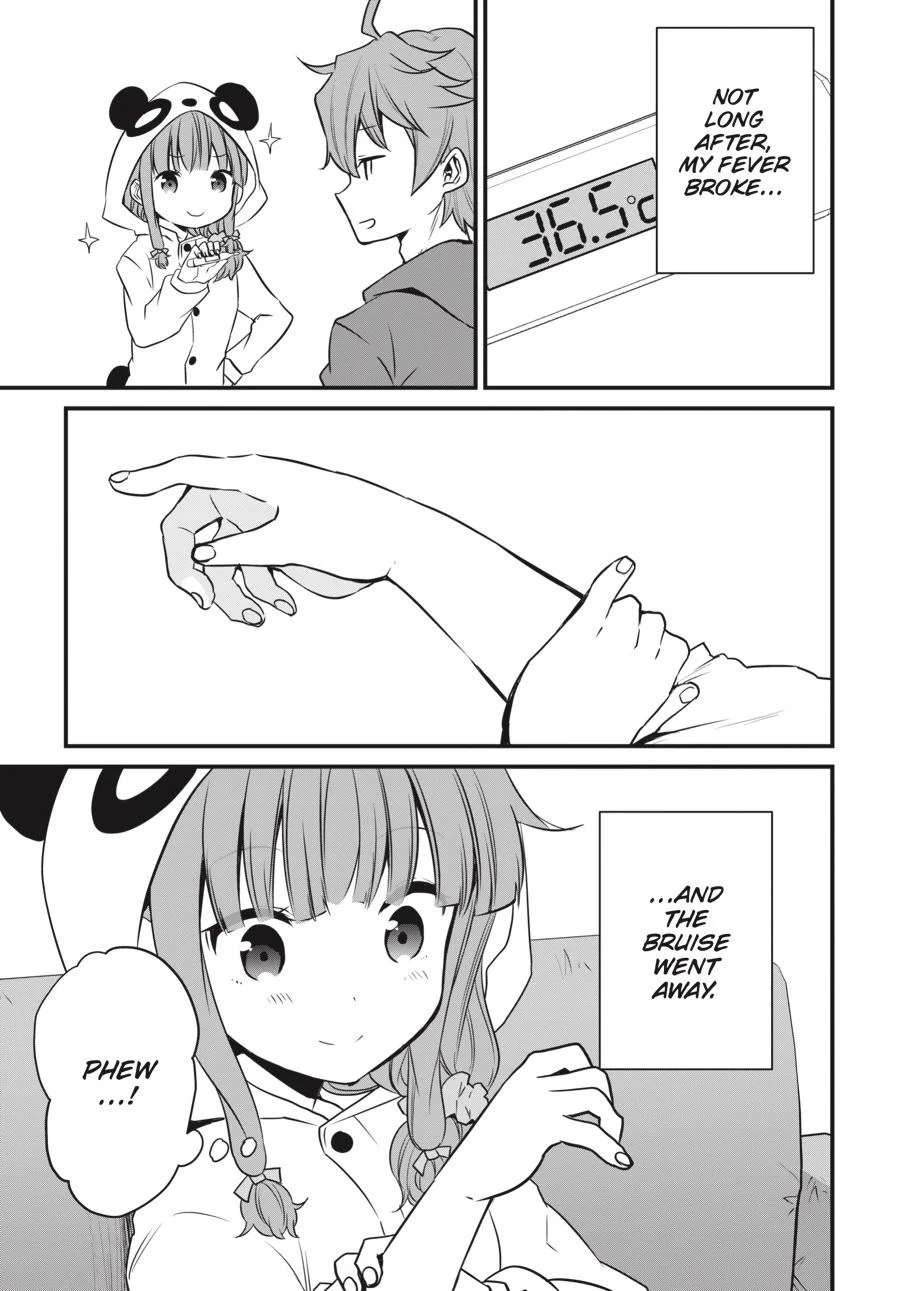 NOT
LONG
AFTER,
MY FEVER
BROKE...
36.5°C
...AND
THE
BRUISE
WENT
AWAY.
PHEW
...!